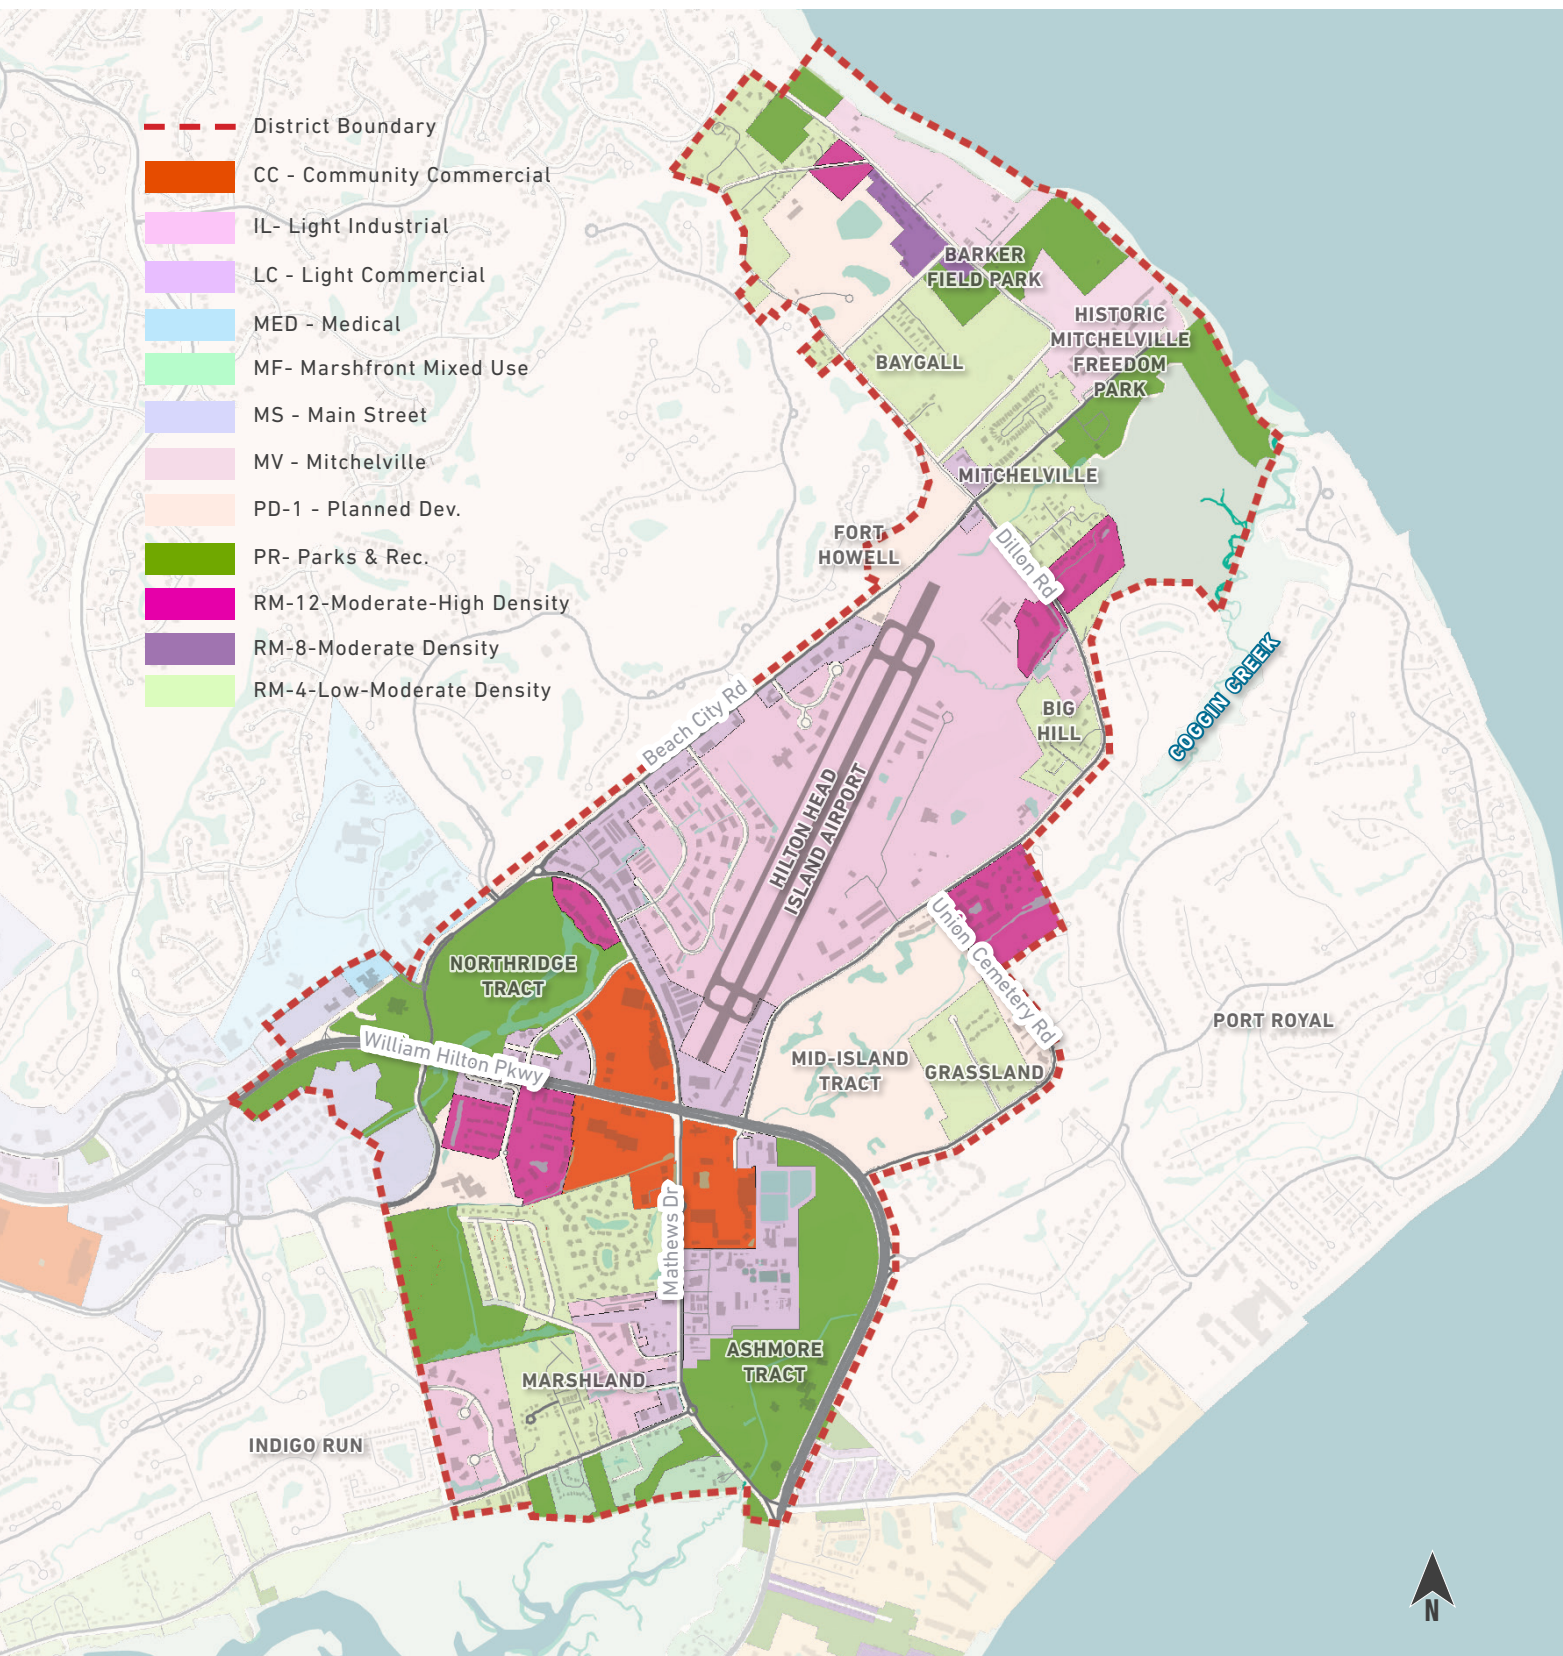 District Boundary
CC - Community Commercial
IL- Light Industrial
LC - Light Commercial
MED - Medical
MF- Marshfront Mixed Use
MS - Main Street
MV - Mitchelville
PD-1 - Planned Dev.
PR- Parks & Rec.
RM-12-Moderate-High Density
RM-8-Moderate Density
RM-4-Low-Moderate Density
BARKER
FIELD PARK
HISTORIC
MITCHELVILLE
FREEDOM
PARK
BAYGALL
MITCHELVILLE
FORT
HOWELL
Dillon Rd
COGGIN CREEK
BIG
HILL
Beach City Rd
HILTON HEAD
ISLAND AIRPORT
Union Cemetery Rd
NORTHRIDGE
TRACT
William Hilton Pkwy
MID-ISLAND
TRACT
GRASSLAND
PORT ROYAL
Mathews Dr
ASHMORE
TRACT
MARSHLAND
INDIGO RUN
N